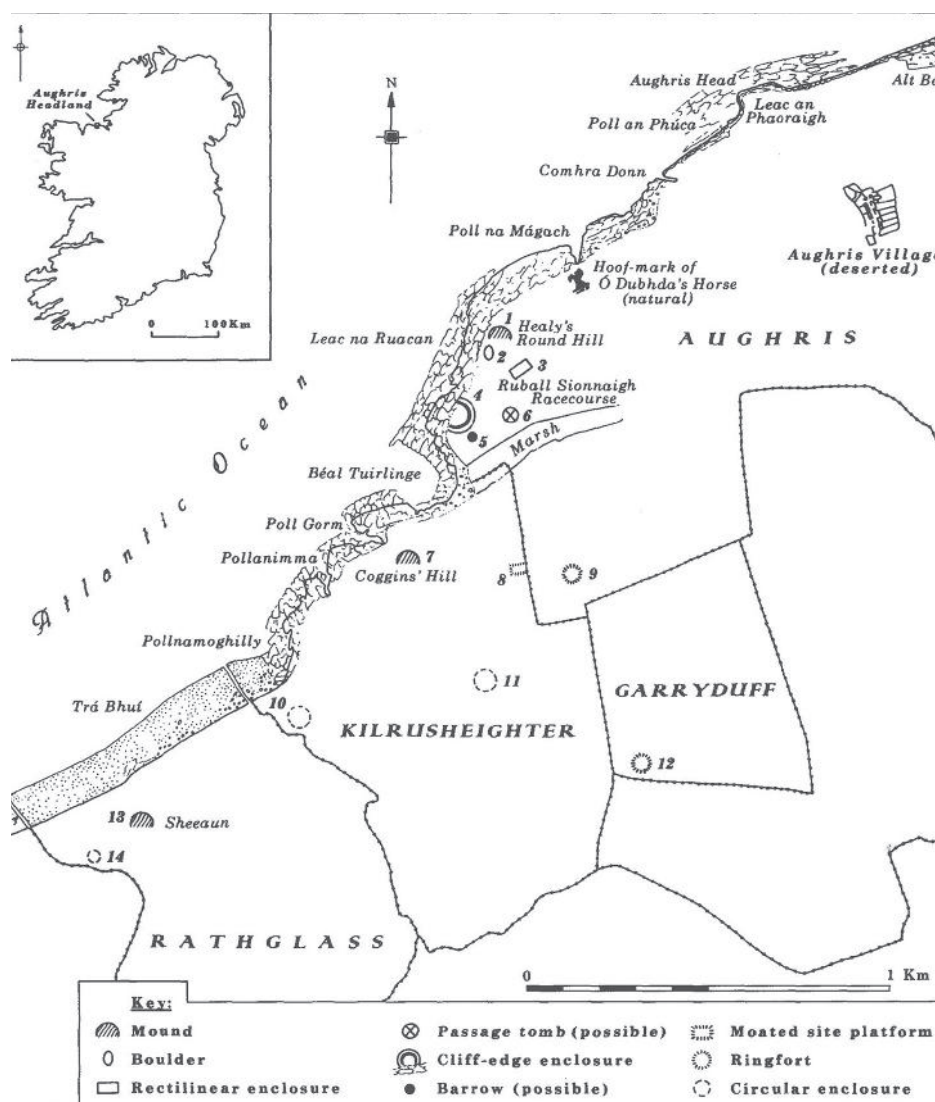 Aughris
Headland
0 100Km
N
Aughris Head
Alt Be
Leac an
Phaoraigh
Poll an Phúca
Comhra Donn
Aughris Village
(deserted)
Poll na Mágach
Hoof-mark of
Ó Dubhda's Horse
(natural)
1
Healy's
Round Hill
Leac na Ruacan
2
3
AUGHRIS
Ruball Sionnaigh
Racecourse
4
6
5
Marsh
Atlantic Ocean
Béal Tuirlinge
Poll Gorm
Pollanimma
7
Coggins' Hill
8
9
Pollnamoghilly
11
GARRYDUFF
Trá Bhuí
10
KILRUSHEIGHTER
12
13
Sheeaun
14
RATHGLASS
0 1 Km
Key:
Mound
Boulder
Rectilinear enclosure
Passage tomb (possible)
Cliff-edge enclosure
Barrow (possible)
Moated site platform
Ringfort
Circular enclosure